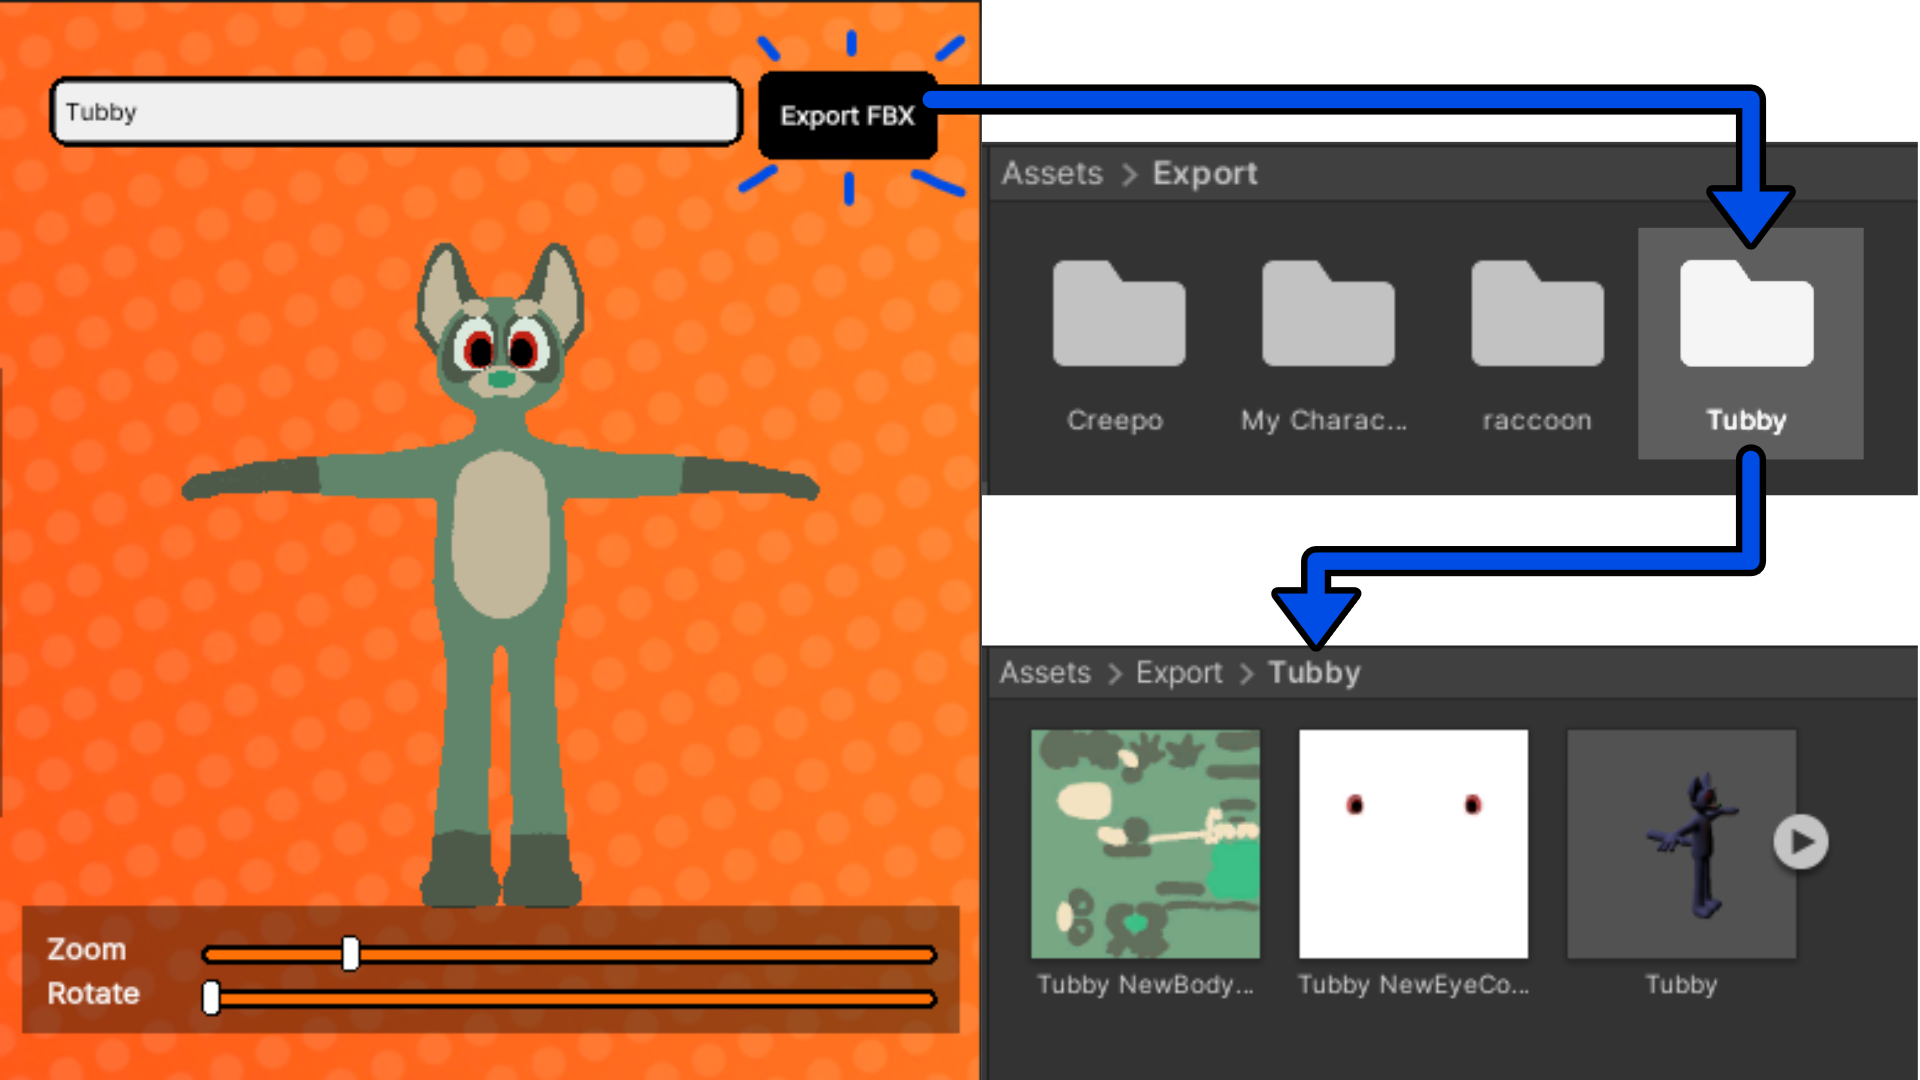 Tubby
Export FBX
Assets > Export
Creepo
My Charac...
raccoon
Tubby
Assets > Export > Tubby
Tubby NewBody...
Tubby NewEyeCo...
Tubby
Zoom
Rotate